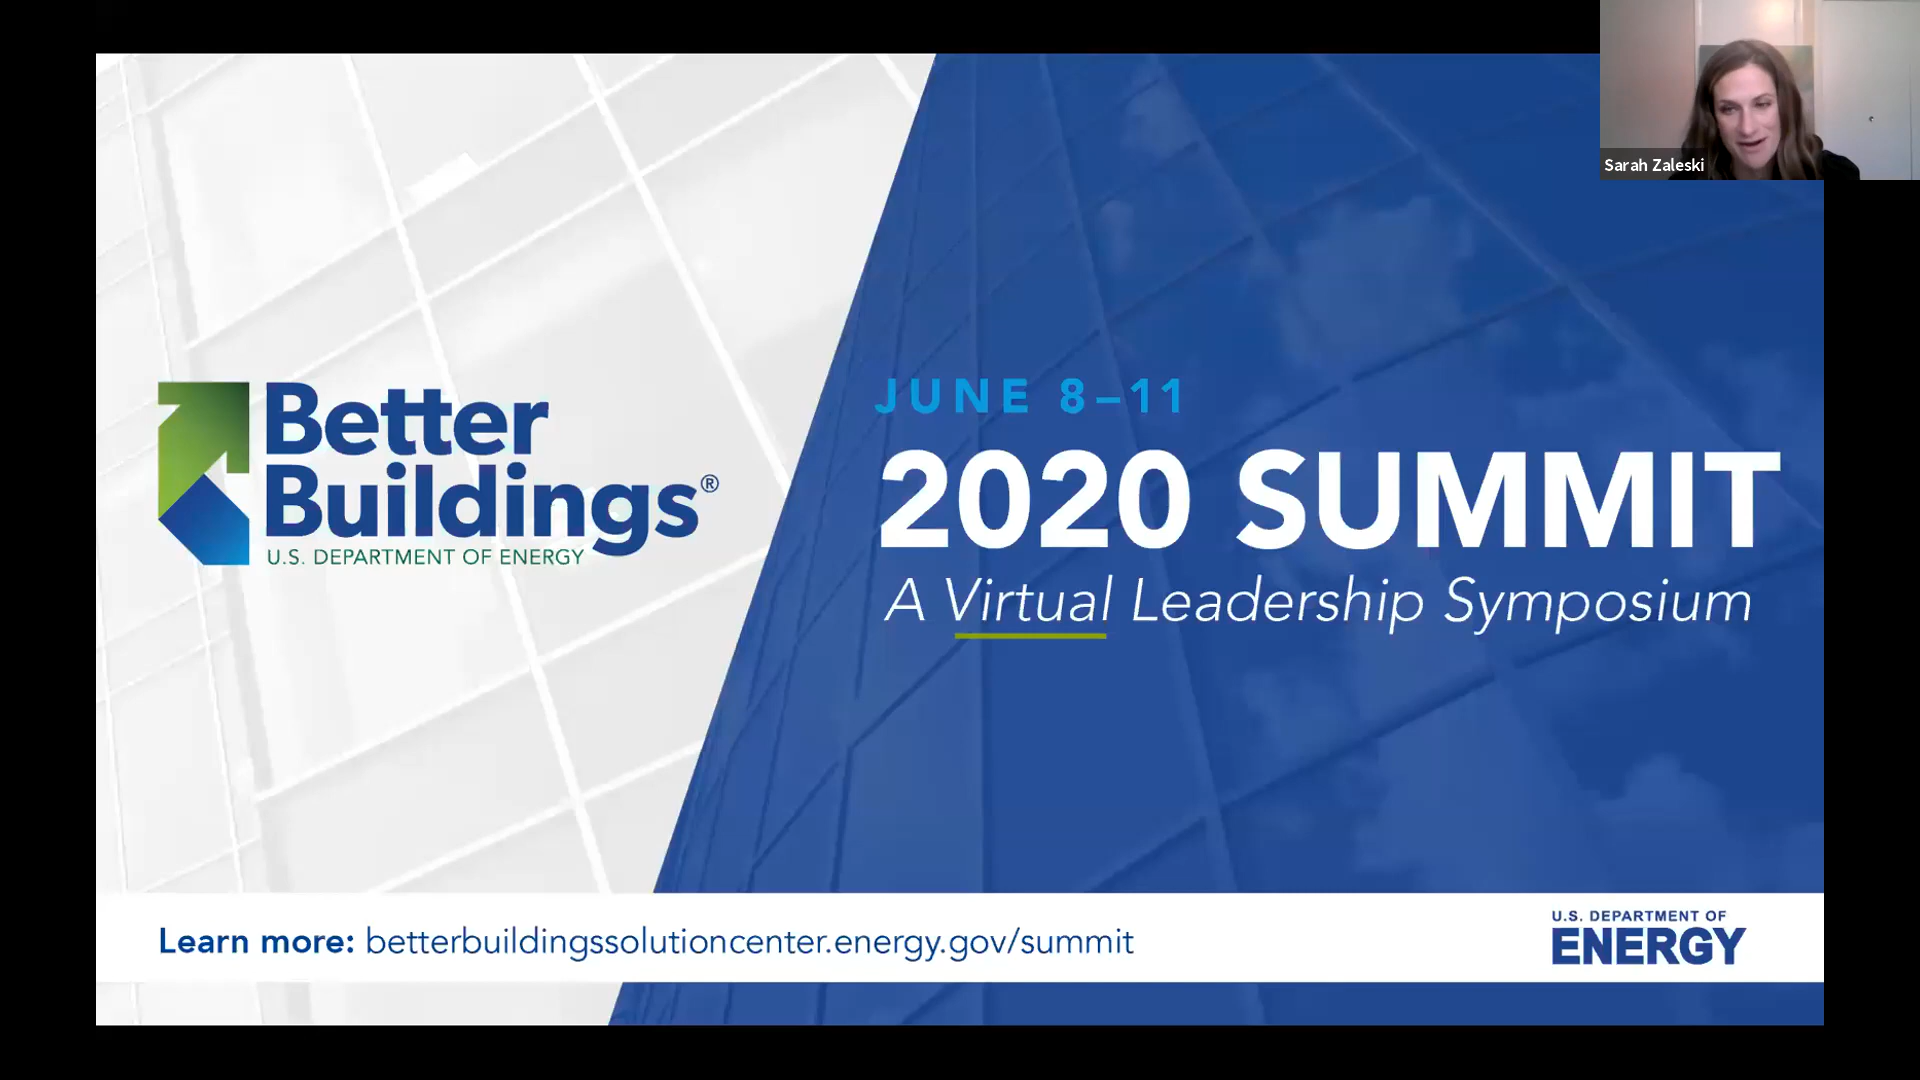 Sarah Zaleski
Better
Buildings®
U.S. DEPARTMENT OF ENERGY
JUNE 8–11
2020 SUMMIT
A Virtual Leadership Symposium
Learn more: betterbuildingssolutioncenter.energy.gov/summit
U.S. DEPARTMENT OF
ENERGY